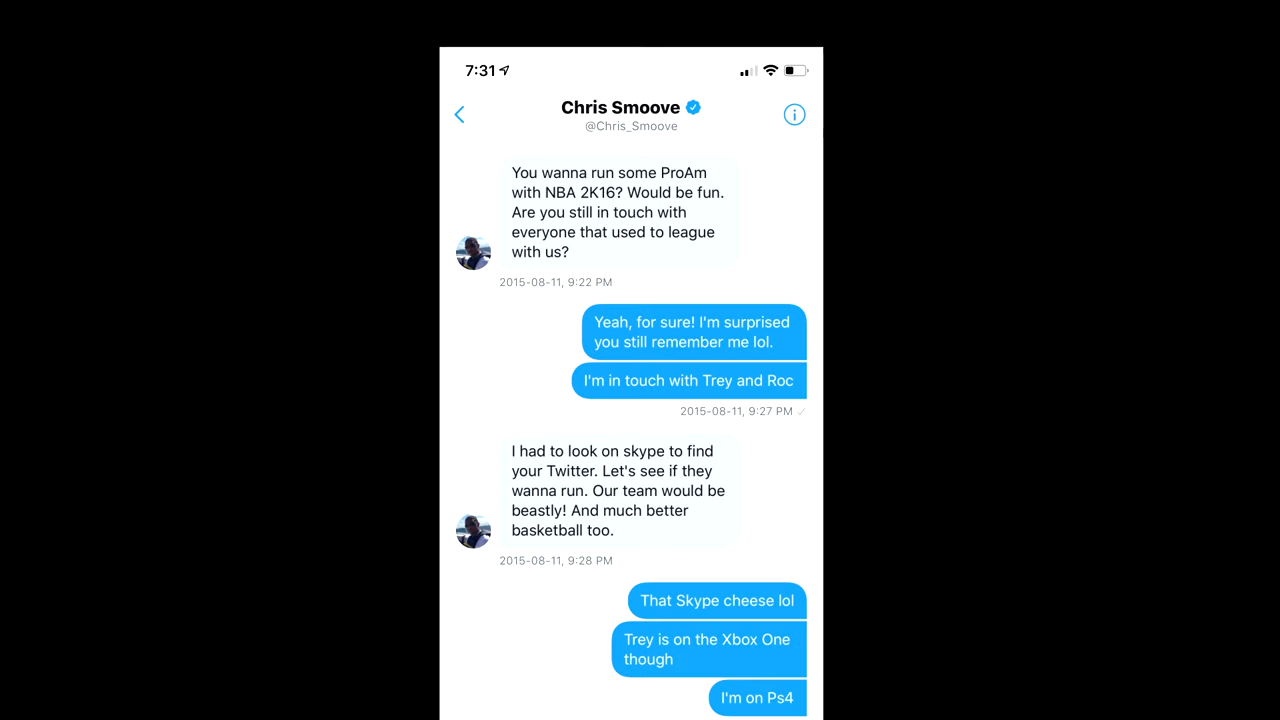 7:31
Chris Smoove
@Chris_Smoove
You wanna run some ProAm
with NBA 2K16? Would be fun.
Are you still in touch with
everyone that used to league
with us?
2015-08-11, 9:22 PM
Yeah, for sure! I'm surprised
you still remember me lol.
I'm in touch with Trey and Roc
2015-08-11, 9:27 PM
I had to look on skype to find
your Twitter. Let's see if they
wanna run. Our team would be
beastly! And much better
basketball too.
2015-08-11, 9:28 PM
That Skype cheese lol
Trey is on the Xbox One
though
I'm on Ps4